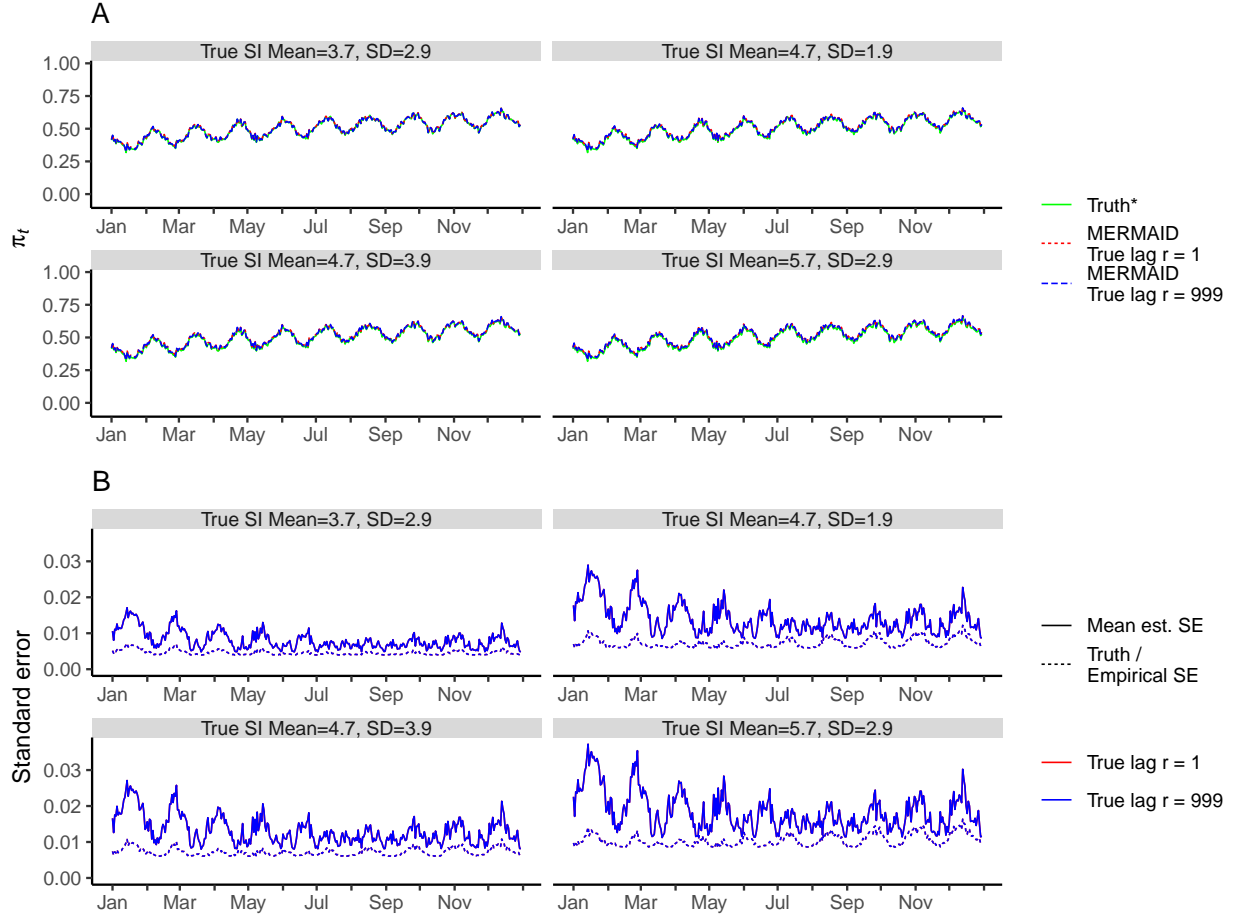 A
True SI Mean=3.7, SD=2.9
True SI Mean=4.7, SD=1.9
1.00
0.75
0.50
0.25
0.00
Jan Mar May Jul Sep Nov
Jan Mar May Jul Sep Nov
π_t
True SI Mean=4.7, SD=3.9
True SI Mean=5.7, SD=2.9
1.00
0.75
0.50
0.25
0.00
Jan Mar May Jul Sep Nov
Jan Mar May Jul Sep Nov
Truth*
MERMAID
True lag r = 1
MERMAID
True lag r = 999
B
True SI Mean=3.7, SD=2.9
True SI Mean=4.7, SD=1.9
0.03
0.02
0.01
0.00
Jan Mar May Jul Sep Nov
Jan Mar May Jul Sep Nov
Standard error
True SI Mean=4.7, SD=3.9
True SI Mean=5.7, SD=2.9
0.03
0.02
0.01
0.00
Jan Mar May Jul Sep Nov
Jan Mar May Jul Sep Nov
Mean est. SE
Truth /
Empirical SE
True lag r = 1
True lag r = 999